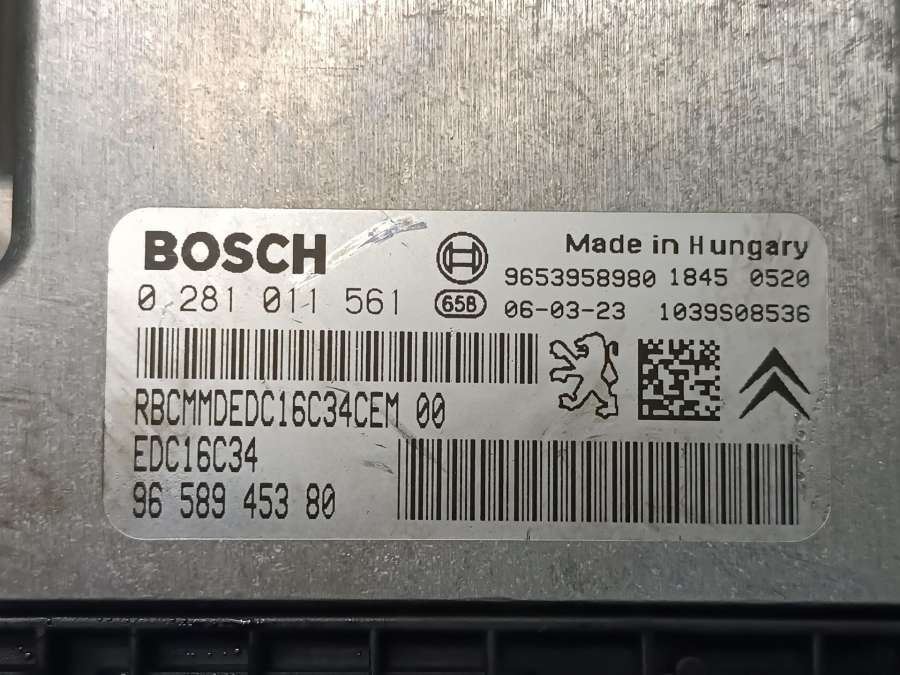 BOSCH
Made in Hungary
9653958980 1845 0520
0 281 011 561
65B
06-03-23 1039S08536
RBCMMDEDC16C34CEM 00
EDC16C34
96 589 453 80